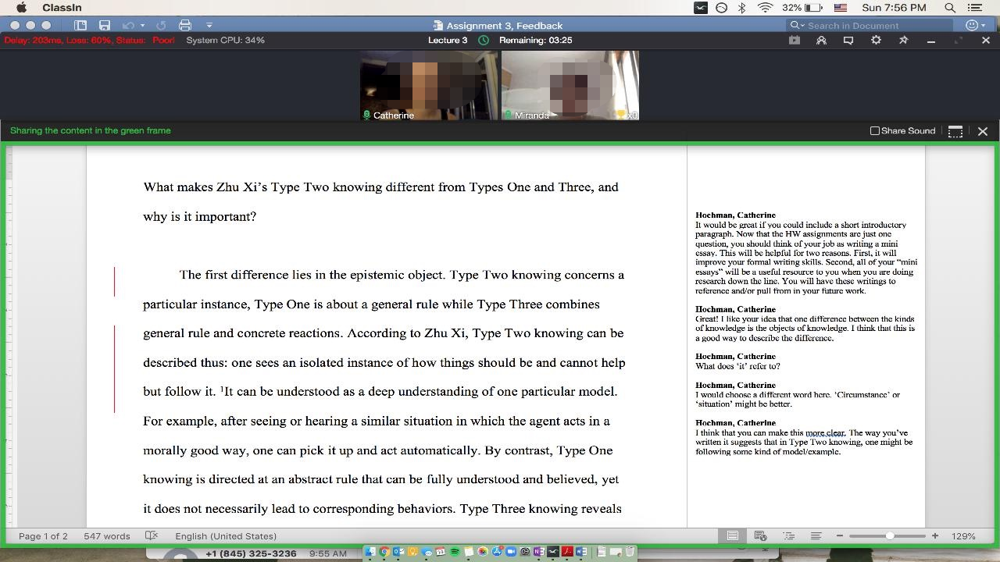 ClassIn
32%
Sun 7:56 PM
Assignment 3, Feedback
Search in Document
Delay: 203ms, Loss: 60%, Status: Poor!
System CPU: 34%
Lecture 3
Remaining: 03:25
Catherine
Miranda
x0
Sharing the content in the green frame
Share Sound
What makes Zhu Xi's Type Two knowing different from Types One and Three, and
why is it important?
The first difference lies in the epistemic object. Type Two knowing concerns a
particular instance, Type One is about a general rule while Type Three combines
general rule and concrete reactions. According to Zhu Xi, Type Two knowing can be
described thus: one sees an isolated instance of how things should be and cannot help
but follow it. ¹It can be understood as a deep understanding of one particular model.
For example, after seeing or hearing a similar situation in which the agent acts in a
morally good way, one can pick it up and act automatically. By contrast, Type One
knowing is directed at an abstract rule that can be fully understood and believed, yet
it does not necessarily lead to corresponding behaviors. Type Three knowing reveals
Hochman, Catherine
It would be great if you could include a short introductory
paragraph. Now that the HW assignments are just one
question, you should think of your job as writing a mini
essay. This will be helpful for two reasons. First, it will
improve your formal writing skills. Second, all of your “mini
essays” will be a useful resource to you when you are doing
research down the line. You will have these writings to
reference and/or pull from in your future work.
Hochman, Catherine
Great! I like your idea that one difference between the kinds
of knowledge is the objects of knowledge. I think that this is
a good way to describe the difference.
Hochman, Catherine
What does ‘it’ refer to?
Hochman, Catherine
I would choose a different word here. ‘Circumstance’ or
‘situation’ might be better.
Hochman, Catherine
I think that you can make this more clear. The way you’ve
written it suggests that in Type Two knowing, one might be
following some kind of model/example.
Page 1 of 2
547 words
English (United States)
129%
+1 (845) 325-3236
9:55 AM